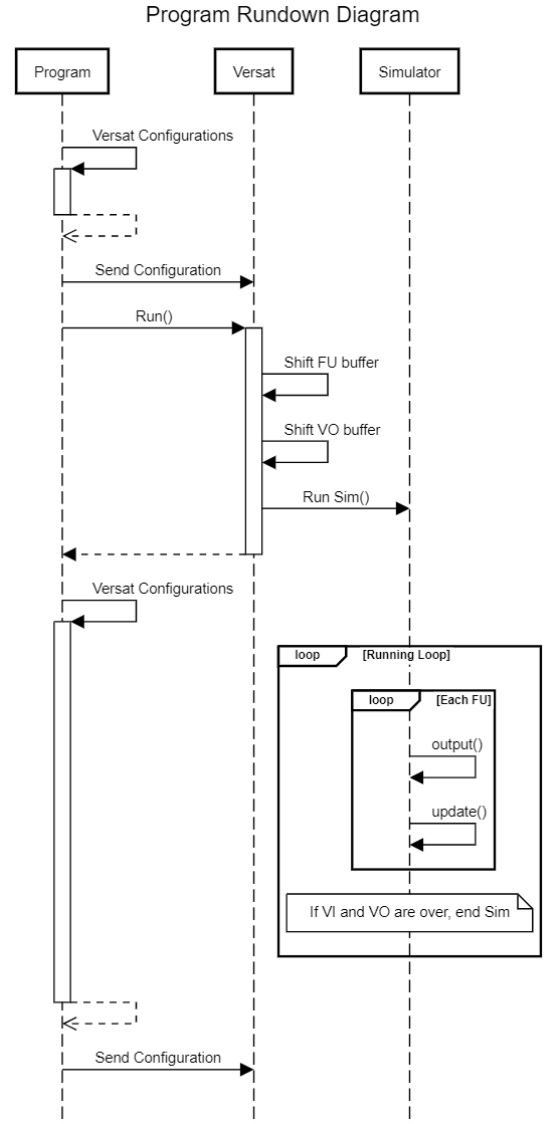 Program Rundown Diagram
Program
Versat
Simulator
Versat Configurations
Send Configuration
Run()
Shift FU buffer
Shift VO buffer
Run Sim()
Versat Configurations
loop
[Running Loop]
loop
[Each FU]
output()
update()
If VI and VO are over, end Sim
Send Configuration